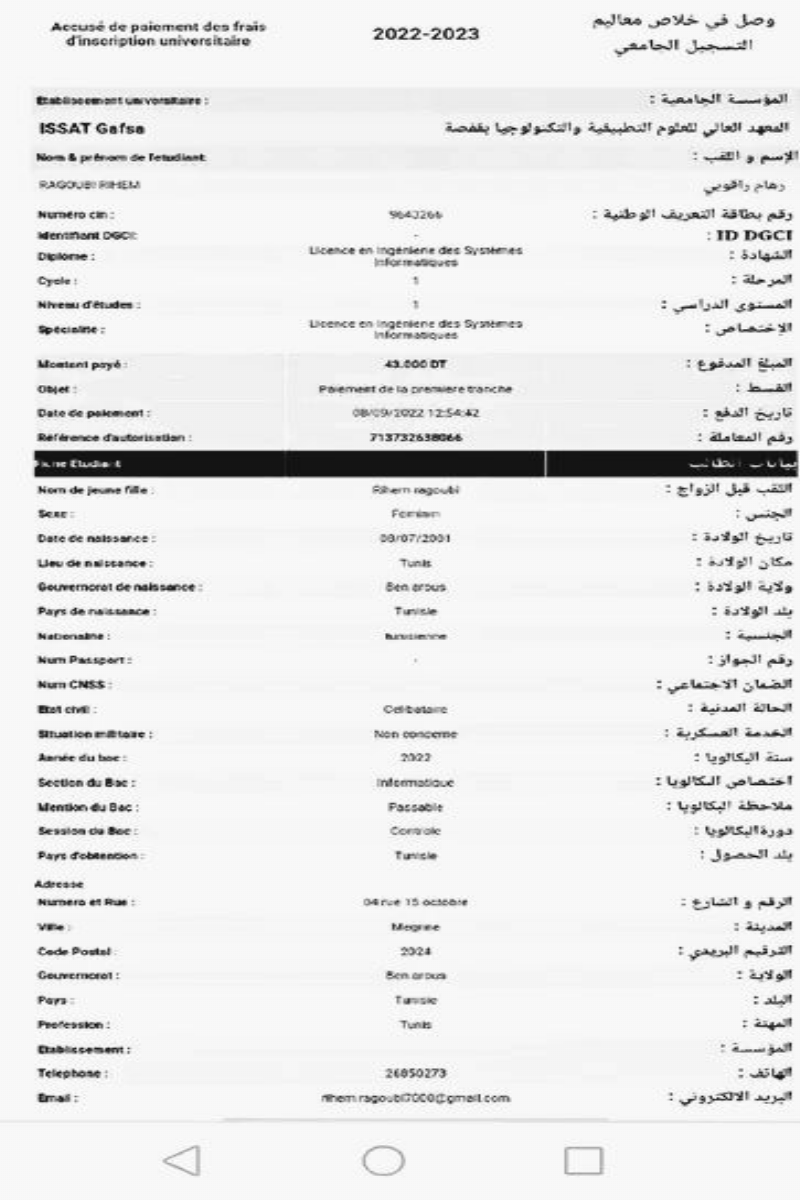 Accusé de paiement des frais d'inscription universitaire
2022-2023
وصل في خلاص معاليم التسجيل الجامعي
Etablissement universitaire : المؤسسة الجامعية :
ISSAT Gafsa المعهد العالي للعلوم التطبيقية والتكنولوجيا بقفصة
Nom & prénom de l'etudiant: الإسم و اللقب :
RAGOUBI RIHEM رهام راقوبي
Numéro cin : 9643266 رقم بطاقة التعريف الوطنية :
Identifiant DGCI: - ID DGCI :
Diplome : Licence en Ingénierie des Systèmes Informatiques الشهادة :
Cycle : 1 المرحلة :
Niveau d'études : 1 المستوى الدراسي :
Spécialité : Licence en Ingénierie des Systèmes Informatiques الإختصاص :
Montant payé : 43.000 DT المبلغ المدفوع :
Objet : Paiement de la premiere tranche القسط :
Date de paiement : 08/09/2022 12:54:42 تاريخ الدفع :
Référence d'autorisation : 713732638066 رقم المعاملة :
Fiche Etudiant بيانات الطالب
Nom de jeune fille : Rihem ragoubi اللقب قبل الزواج :
Sexe : Feminin الجنس :
Date de naissance : 08/07/2001 تاريخ الولادة :
Lieu de naissance : Tunis مكان الولادة :
Gouvernorat de naissance : Ben arous ولاية الولادة :
Pays de naissance : Tunisie بلد الولادة :
Nationalité : tunisienne الجنسية :
Num Passport : - رقم الجواز :
Num CNSS : الضمان الاجتماعي :
Etat civil : Celibataire الحالة المدنية :
Situation militaire : Non concerne الخدمة العسكرية :
Année du bac : 2022 سنة البكالويا :
Section du Bac : Informatique اختصاص البكالويا :
Mention du Bac : Passable ملاحظة البكالويا :
Session du Bac : Controle دورةالبكالويا :
Pays d'obtention : Tunisie بلد الحصول :
Adresse
Numero et Rue : 04 rue 15 octobre الرقم و الشارع :
Ville : Megrine المدينة :
Code Postal : 2024 الترقيم البريدي :
Gouvernorat : Ben arous الولاية :
Pays : Tunisie البلد :
Profession : Tunis المهنة :
Etablissement : المؤسسة :
Telephone : 26850273 الهاتف :
Email : rihem.ragoubi7000@gmail.com البريد الالكتروني :